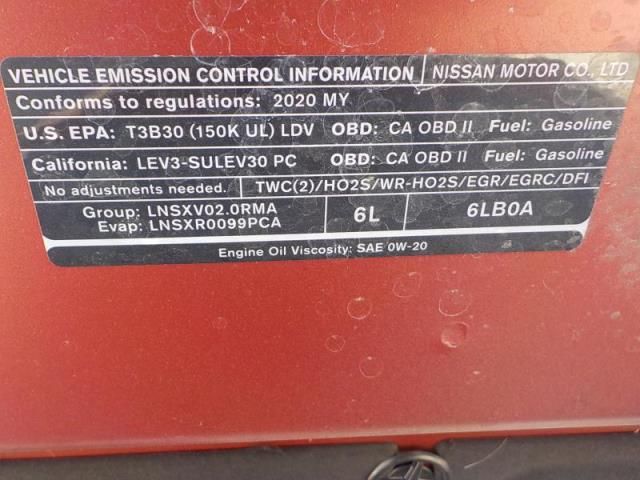 VEHICLE EMISSION CONTROL INFORMATION NISSAN MOTOR CO., LTD
Conforms to regulations: 2020 MY
U.S. EPA: T3B30 (150K UL) LDV OBD: CA OBD II Fuel: Gasoline
California: LEV3-SULEV30 PC OBD: CA OBD II Fuel: Gasoline
No adjustments needed. TWC(2)/HO2S/WR-HO2S/EGR/EGRC/DFI
Group: LNSXV02.0RMA 6L 6LB0A
Evap: LNSXR0099PCA
Engine Oil Viscosity: SAE 0W-20